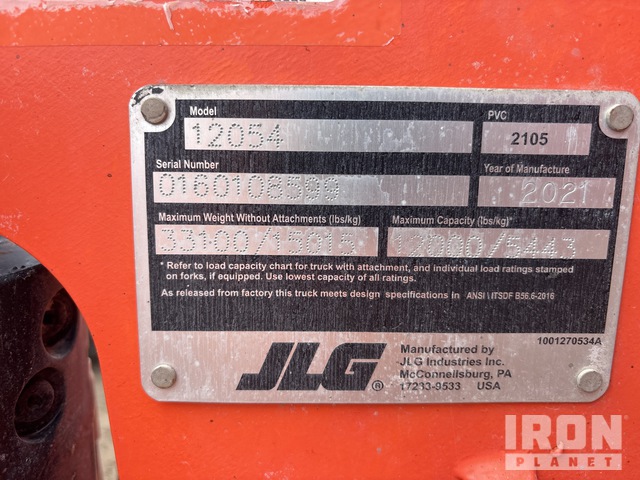 Model
PVC
12054
2105
Serial Number
Year of Manufacture
0160108599
2021
Maximum Weight Without Attachments (lbs/kg)
Maximum Capacity (lbs/kg)*
33100/15015
12000/5443
* Refer to load capacity chart for truck with attachment, and individual load ratings stamped
on forks, if equipped. Use lowest capacity of all ratings.
As released from factory this truck meets design specifications in ANSI \ ITSDF B56.6-2016
1001270534A
JLG®
Manufactured by
JLG Industries Inc.
McConnellsburg, PA
17233-9533 USA
IRON
PLANET